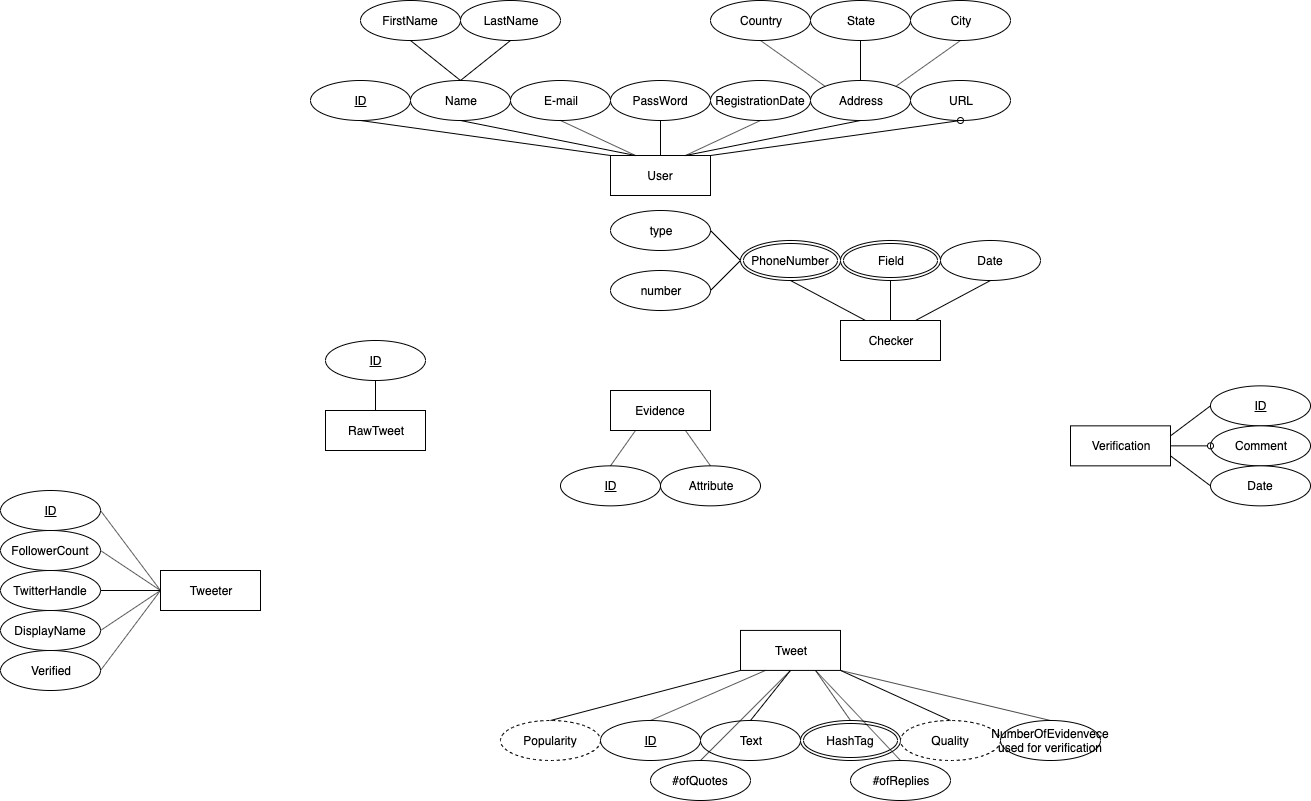 FirstName
LastName
Country
State
City
ID
Name
E-mail
PassWord
RegistrationDate
Address
URL
User
type
number
PhoneNumber
Field
Date
Checker
ID
RawTweet
Evidence
ID
Attribute
Verification
ID
Comment
Date
ID
FollowerCount
TwitterHandle
DisplayName
Verified
Tweeter
Tweet
Popularity
ID
Text
HashTag
Quality
NumberOfEvidenvece
used for verification
#ofQuotes
#ofReplies